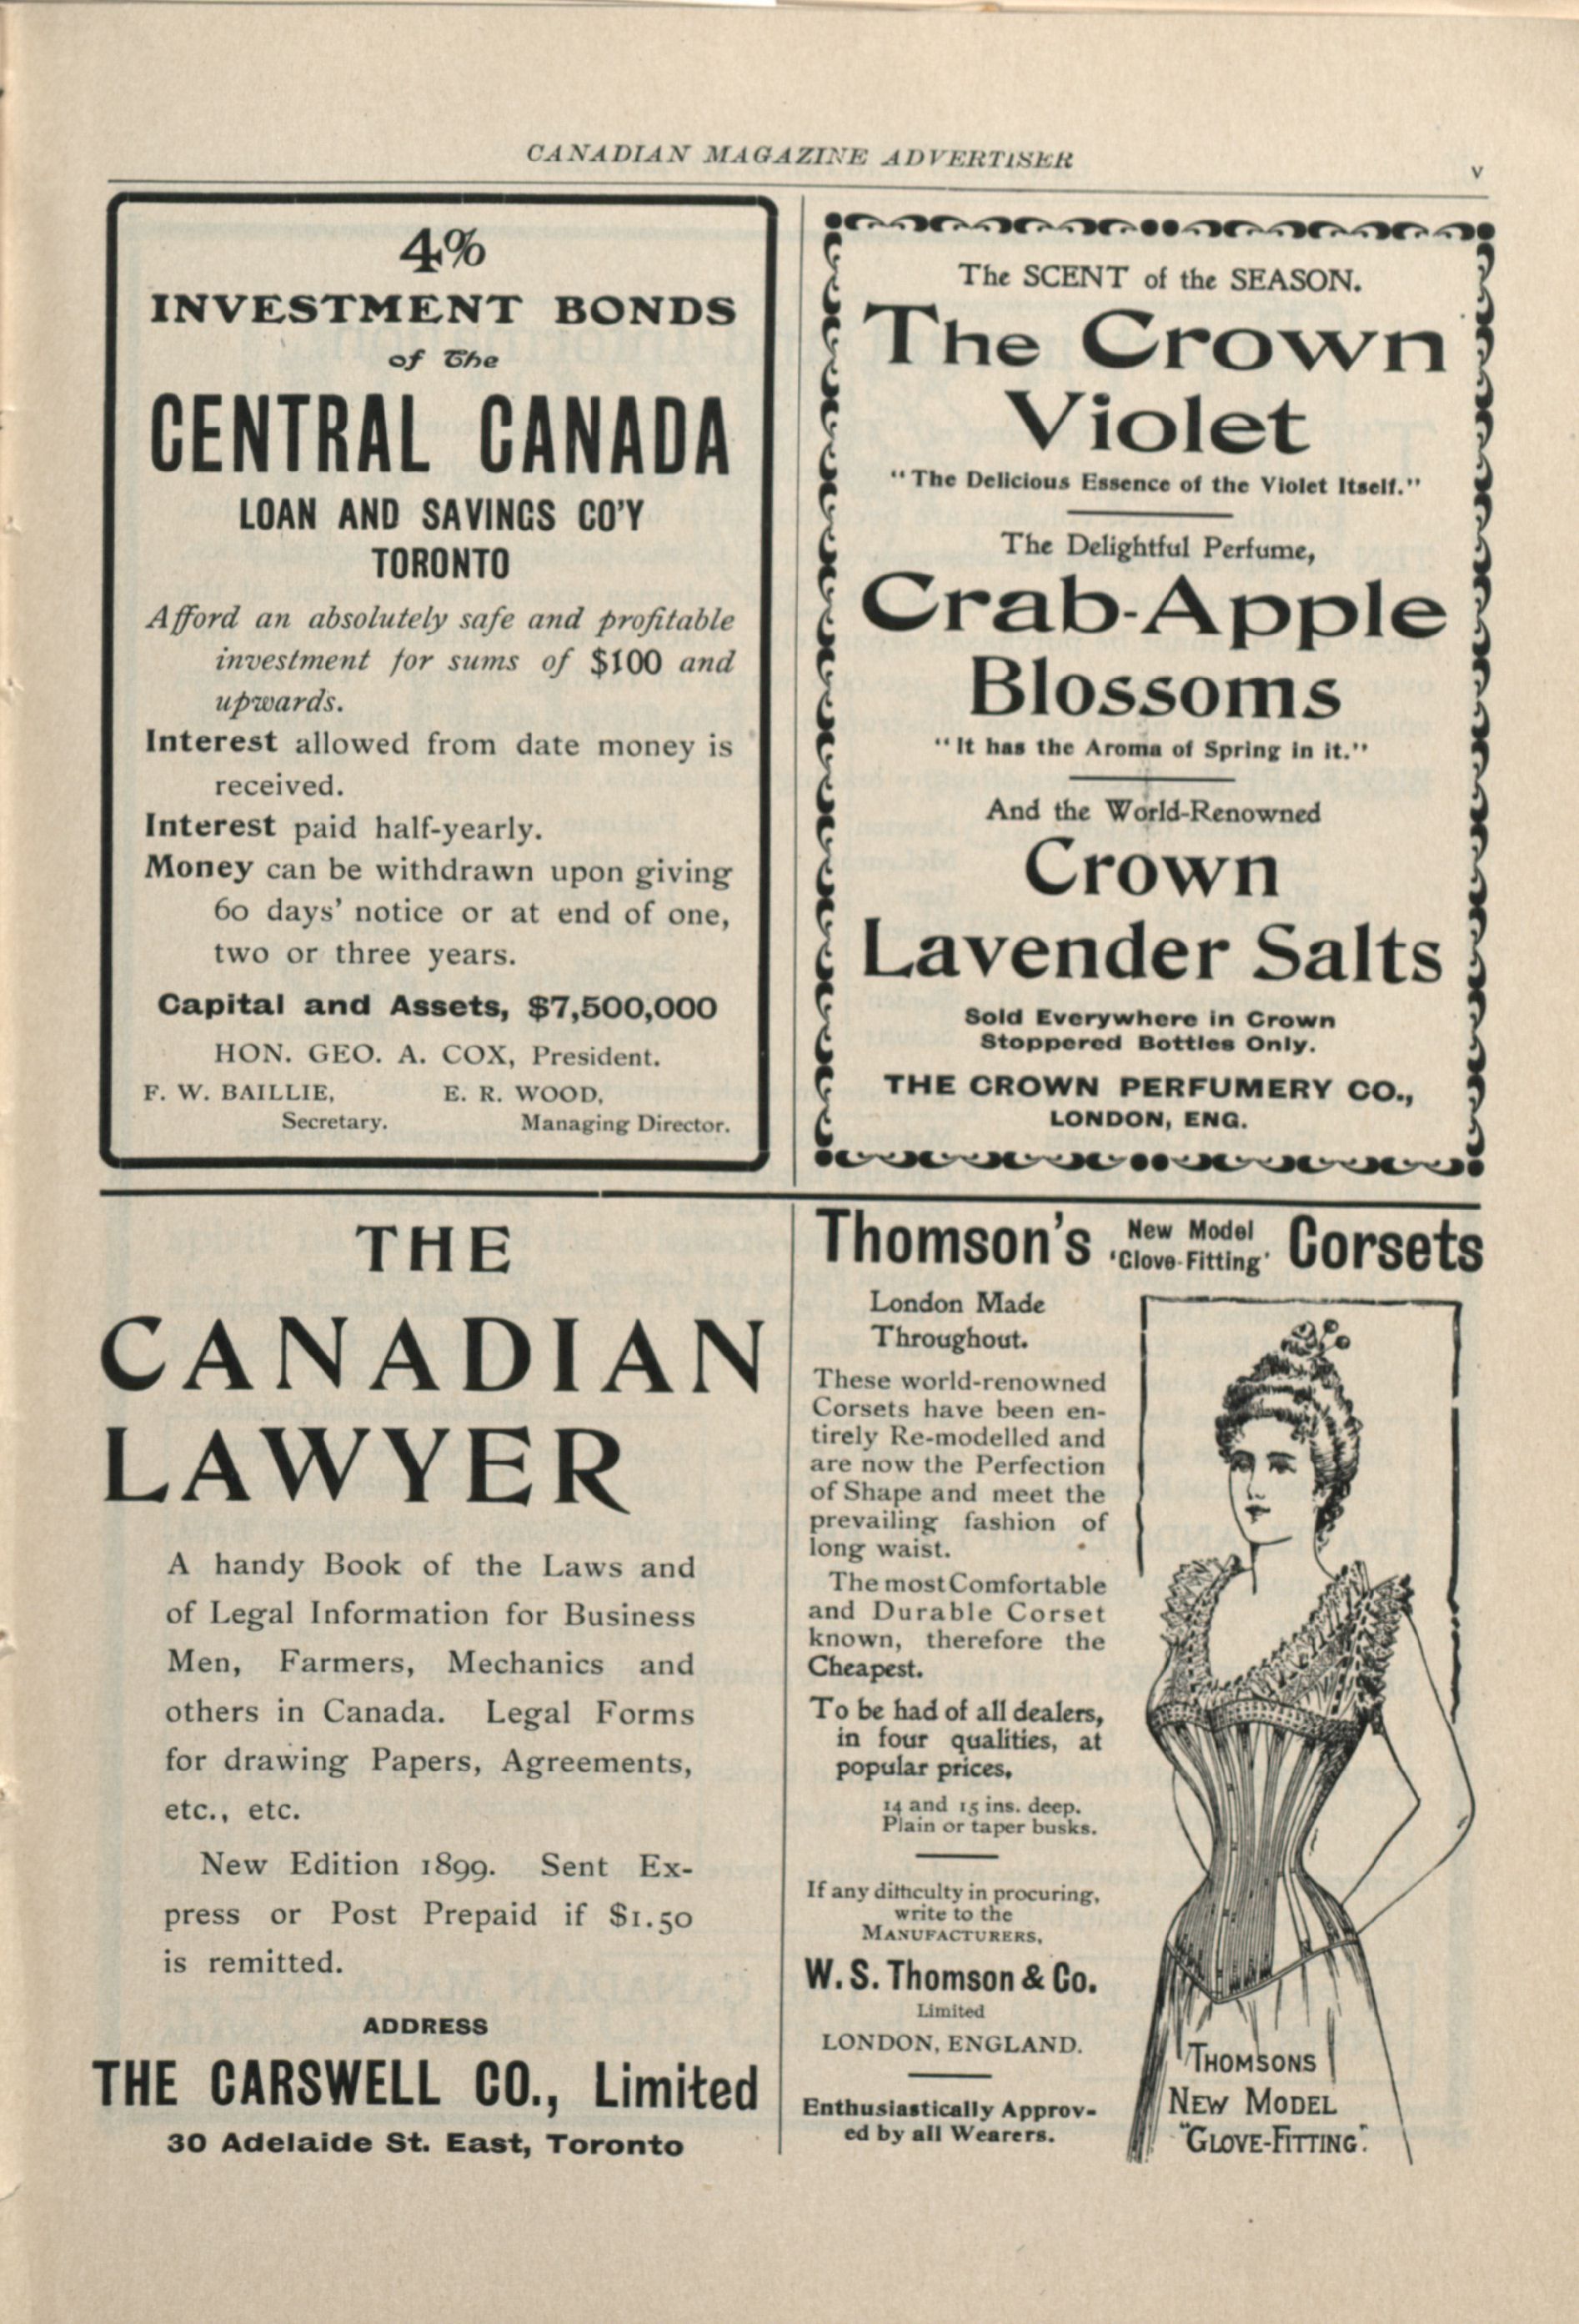 CANADIAN MAGAZINE ADVERTISER
v
4%
INVESTMENT BONDS
of The
CENTRAL CANADA
LOAN AND SAVINGS CO'Y
TORONTO
Afford an absolutely safe and profitable
investment for sums of $100 and
upwards.
Interest allowed from date money is
received.
Interest paid half-yearly.
Money can be withdrawn upon giving
60 days' notice or at end of one,
two or three years.
Capital and Assets, $7,500,000
HON. GEO. A. COX, President.
F. W. BAILLIE, E. R. WOOD,
Secretary. Managing Director.
The SCENT of the SEASON.
The Crown
Violet
"The Delicious Essence of the Violet Itself."
The Delightful Perfume,
Crab-Apple
Blossoms
"It has the Aroma of Spring in it."
And the World-Renowned
Crown
Lavender Salts
Sold Everywhere in Crown
Stoppered Bottles Only.
THE CROWN PERFUMERY CO.,
LONDON, ENG.
THE
CANADIAN
LAWYER
A handy Book of the Laws and
of Legal Information for Business
Men, Farmers, Mechanics and
others in Canada. Legal Forms
for drawing Papers, Agreements,
etc., etc.
New Edition 1899. Sent Ex-
press or Post Prepaid if $1.50
is remitted.
ADDRESS
THE CARSWELL CO., Limited
30 Adelaide St. East, Toronto
Thomson's New Model 'Glove-Fitting' Corsets
London Made
Throughout.
These world-renowned
Corsets have been en-
tirely Re-modelled and
are now the Perfection
of Shape and meet the
prevailing fashion of
long waist.
The most Comfortable
and Durable Corset
known, therefore the
Cheapest.
To be had of all dealers,
in four qualities, at
popular prices.
14 and 15 ins. deep.
Plain or taper busks.
If any difficulty in procuring,
write to the
MANUFACTURERS,
W. S. Thomson & Co.
Limited
LONDON, ENGLAND.
Enthusiastically Approv-
ed by all Wearers.
THOMSONS
NEW MODEL
"GLOVE-FITTING".